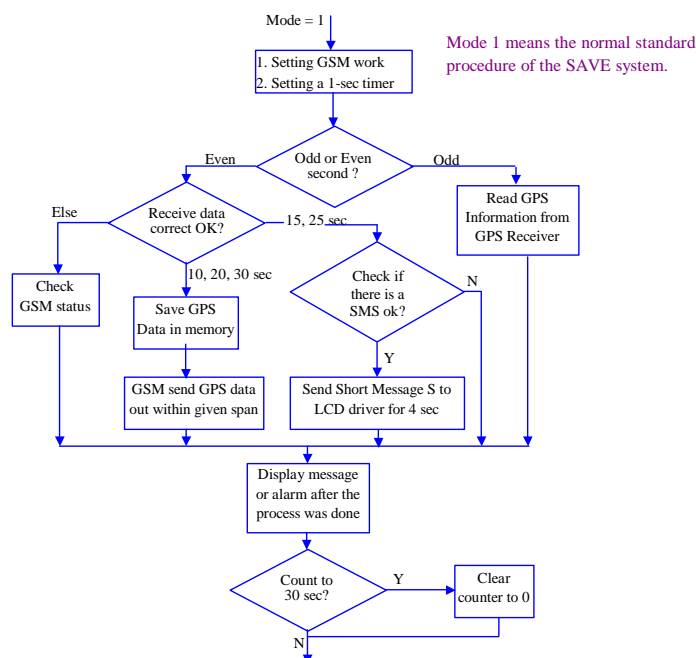 Mode = 1
Mode 1 means the normal standard
procedure of the SAVE system.
1. Setting GSM work
2. Setting a 1-sec timer
Odd or Even
second ?
Even
Odd
Receive data
correct OK?
Else
15, 25 sec
10, 20, 30 sec
Read GPS
Information from
GPS Receiver
Check
GSM status
Save GPS
Data in memory
Check if
there is a
SMS ok?
N
Y
GSM send GPS data
out within given span
Send Short Message S to
LCD driver for 4 sec
Display message
or alarm after the
process was done
Count to
30 sec?
Y
Clear
counter to 0
N